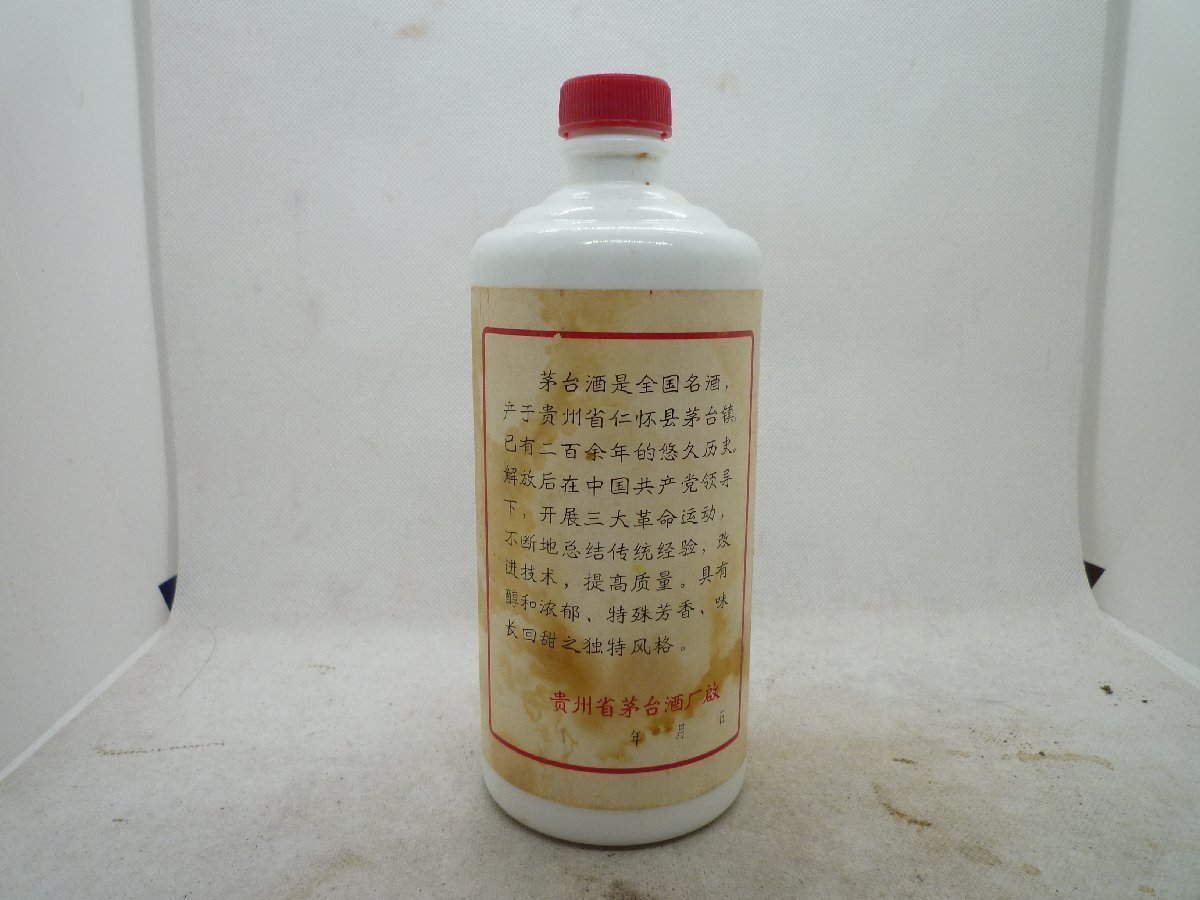 茅台酒是全国名酒，
产于贵州省仁怀县茅台镇，
已有二百余年的悠久历史。
解放后在中国共产党领导
下，开展三大革命运动，
不断地总结传统经验，改
进技术，提高质量。具有
醇和浓郁、特殊芳香、味
长回甜之独特风格。
贵州省茅台酒厂啟
年 月 日